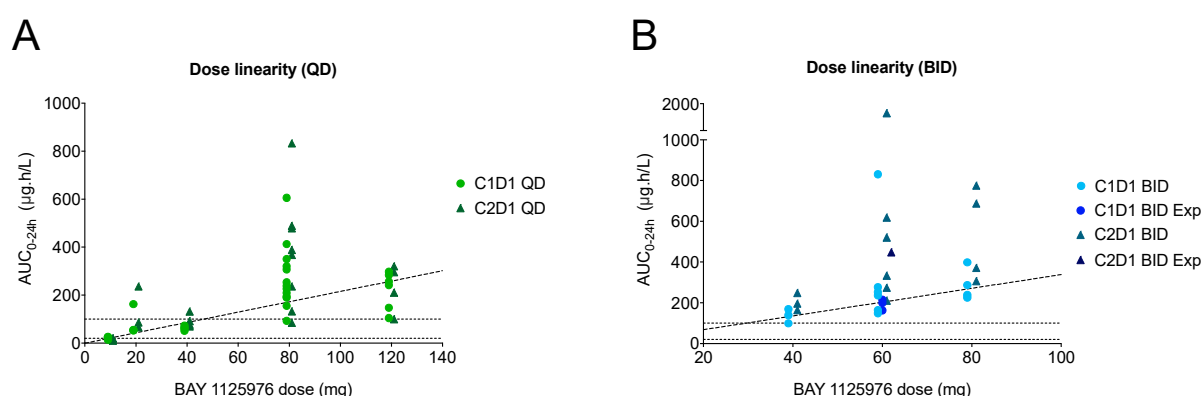 A
Dose linearity (QD)
1000
800
600
400
200
0
AUC0-24h (µg.h/L)
0 20 40 60 80 100 120 140
BAY 1125976 dose (mg)
C1D1 QD
C2D1 QD
B
Dose linearity (BID)
2000
1000
800
600
400
200
0
AUC0-24h (µg.h/L)
20 40 60 80 100
BAY 1125976 dose (mg)
C1D1 BID
C1D1 BID Exp
C2D1 BID
C2D1 BID Exp